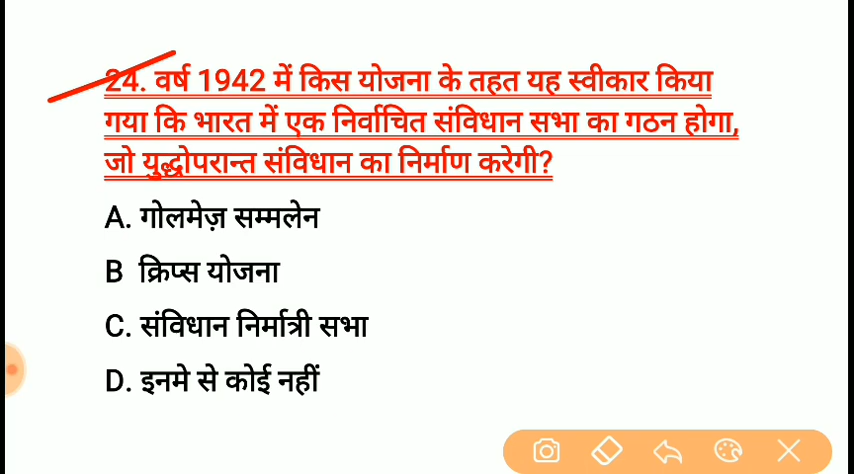 24. वर्ष 1942 में किस योजना के तहत यह स्वीकार किया
गया कि भारत में एक निर्वाचित संविधान सभा का गठन होगा,
जो युद्धोपरान्त संविधान का निर्माण करेगी?
A. गोलमेज़ सम्मलेन
B क्रिप्स योजना
C. संविधान निर्मात्री सभा
D. इनमे से कोई नहीं